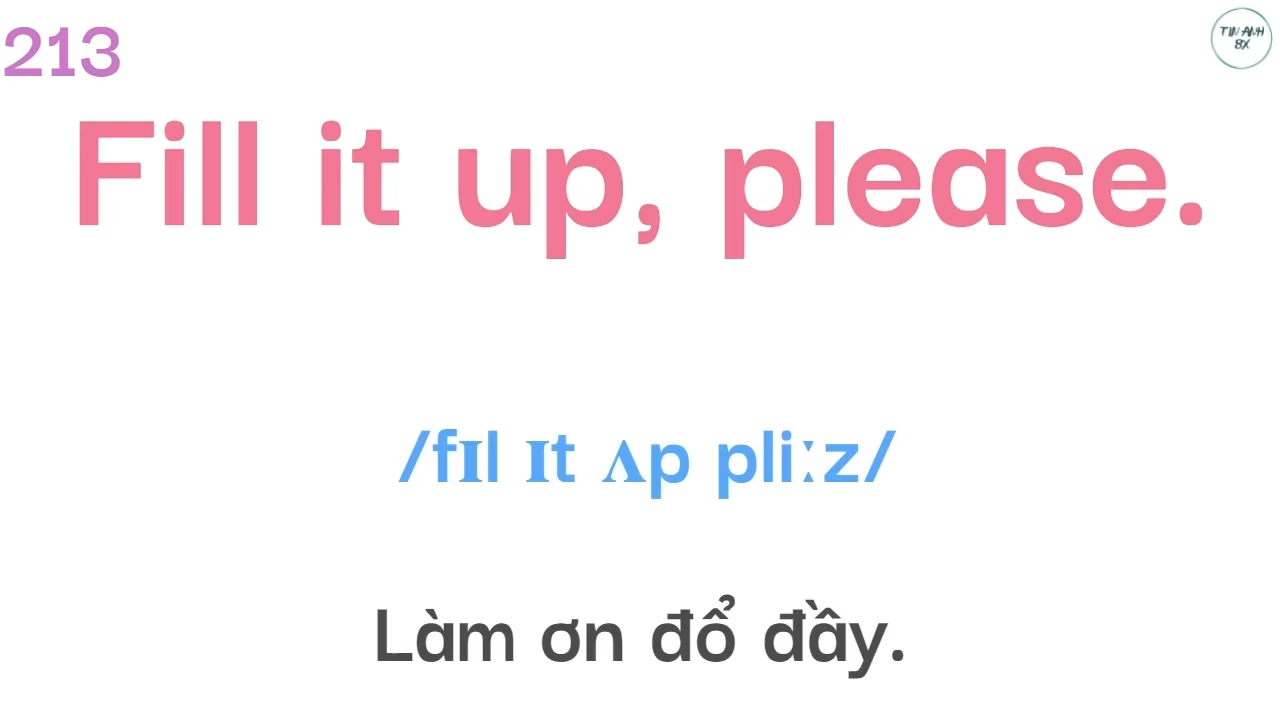 213
TIN ANH
8X
Fill it up, please.
/fɪl ɪt ʌp pliːz/
Làm ơn đổ đầy.